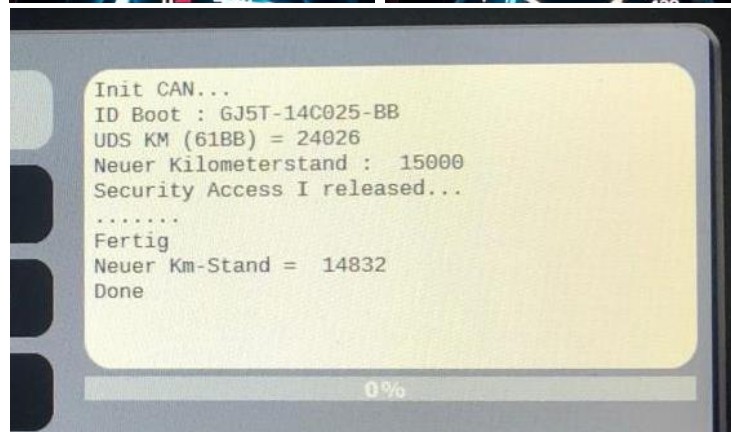 Init CAN...
ID Boot : GJ5T-14C025-BB
UDS KM (61BB) = 24026
Neuer Kilometerstand :  15000
Security Access I released...
.......
Fertig
Neuer Km-Stand =  14832
Done
0%